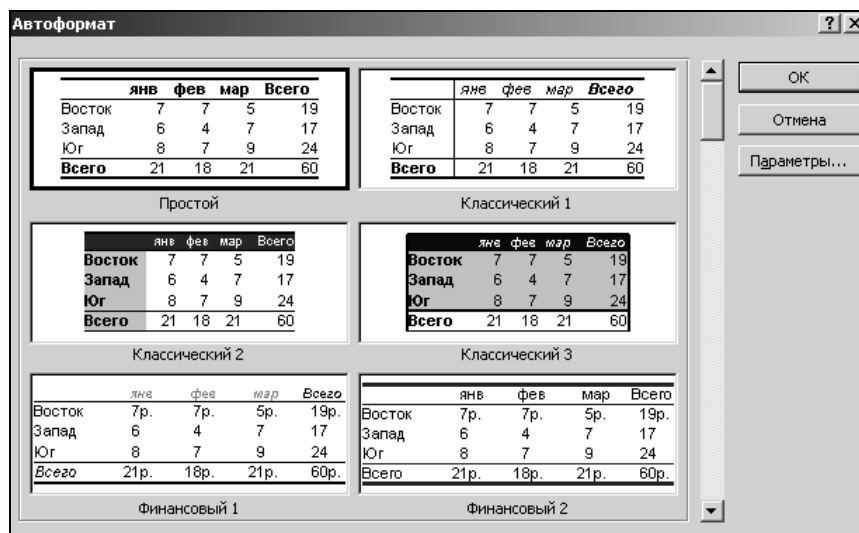 Автоформат
янв фев мар Всего
Восток 7 7 5 19
Запад 6 4 7 17
Юг 8 7 9 24
Всего 21 18 21 60
Простой
янв фев мар Всего
Восток 7 7 5 19
Запад 6 4 7 17
Юг 8 7 9 24
Всего 21 18 21 60
Классический 1
янв фев мар Всего
Восток 7 7 5 19
Запад 6 4 7 17
Юг 8 7 9 24
Всего 21 18 21 60
Классический 2
янв фев мар Всего
Восток 7 7 5 19
Запад 6 4 7 17
Юг 8 7 9 24
Всего 21 18 21 60
Классический 3
янв фев мар Всего
Восток 7р. 7р. 5р. 19р.
Запад 6 4 7 17
Юг 8 7 9 24
Всего 21р. 18р. 21р. 60р.
Финансовый 1
янв фев мар Всего
Восток 7р. 7р. 5р. 19р.
Запад 6 4 7 17
Юг 8 7 9 24
Всего 21р. 18р. 21р. 60р.
Финансовый 2
ОК
Отмена
Параметры...